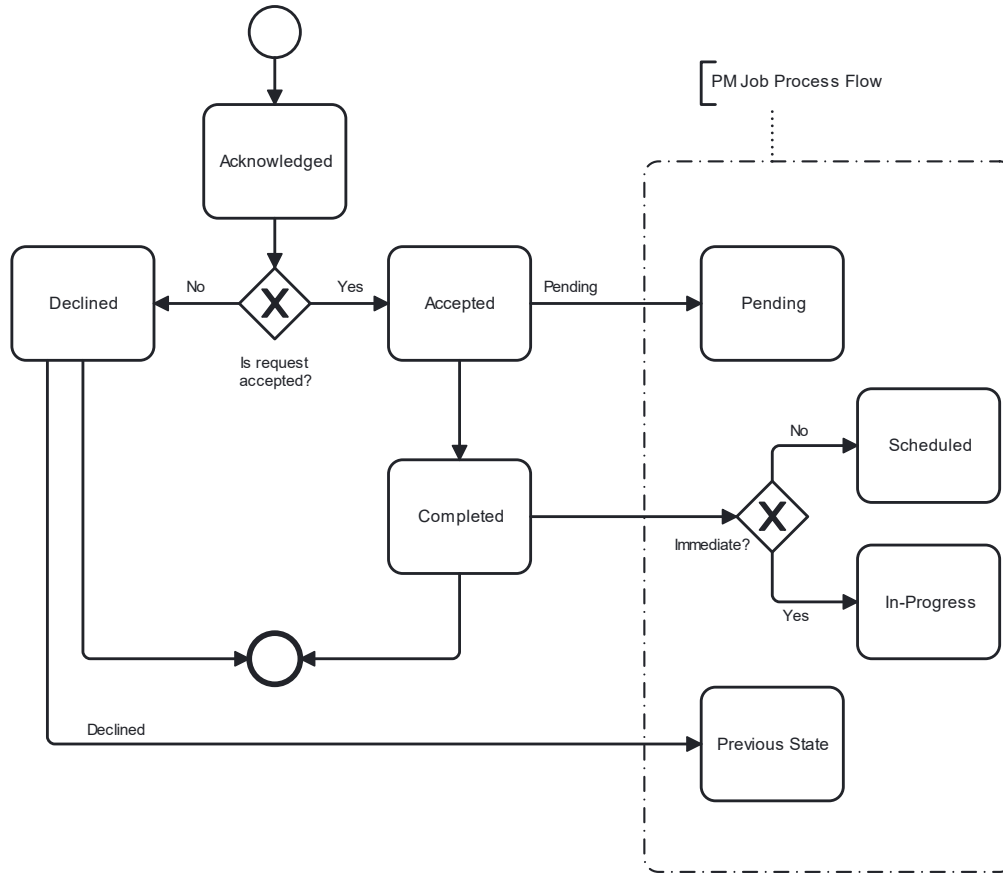 PM Job Process Flow
Acknowledged
No
Yes
Pending
Declined
Accepted
Pending
Is request
accepted?
No
Scheduled
Completed
Immediate?
In-Progress
Yes
Declined
Previous State